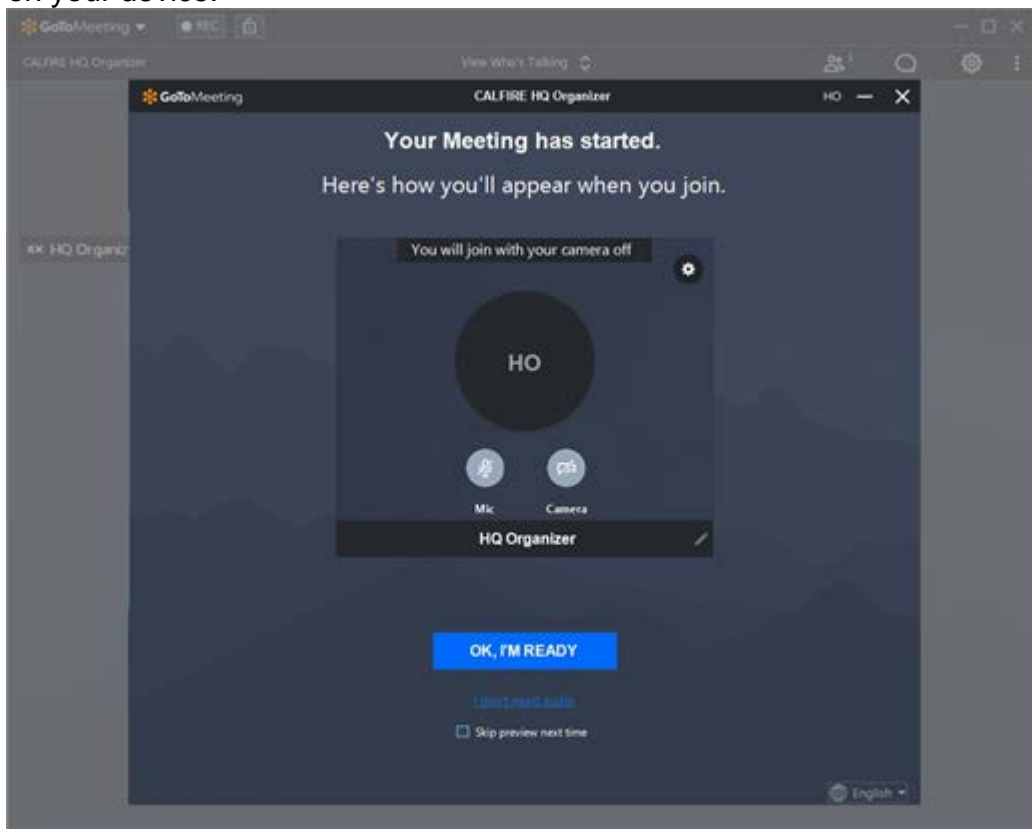 on your device.
GoToMeeting
REC
CALFIRE HQ Organizer
View Who's Talking
1
GoToMeeting
CALFIRE HQ Organizer
HO
Your Meeting has started.
Here's how you'll appear when you join.
HQ Organiz
You will join with your camera off
HO
Mic
Camera
HQ Organizer
OK, I'M READY
I don't need audio
Skip preview next time
English